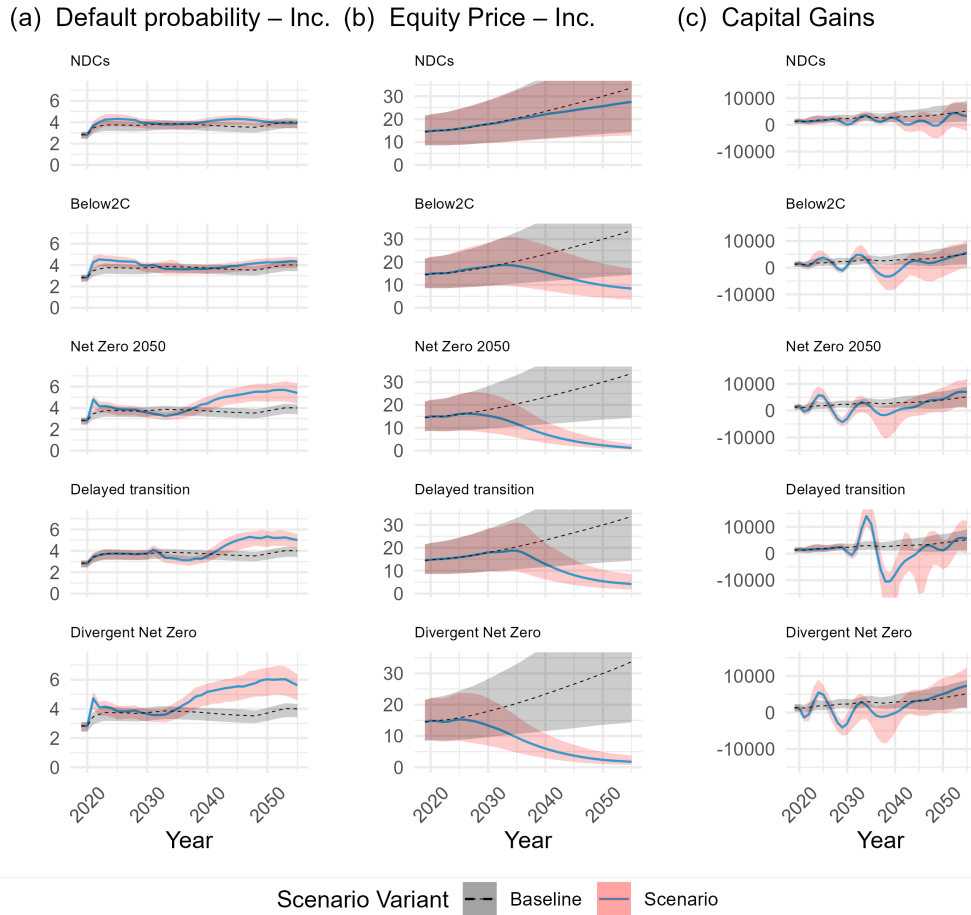 (a) Default probability – Inc. (b) Equity Price – Inc. (c) Capital Gains
NDCs NDCs NDCs
6 30 10000
4 20 0
2 10 -10000
0 0
Below2C Below2C Below2C
6 30 10000
4 20 0
2 10 -10000
0 0
Net Zero 2050 Net Zero 2050 Net Zero 2050
6 30 10000
4 20 0
2 10 -10000
0 0
Delayed transition Delayed transition Delayed transition
6 30 10000
4 20 0
2 10 -10000
0 0
Divergent Net Zero Divergent Net Zero Divergent Net Zero
6 30 10000
4 20 0
2 10 -10000
0 0
2020 2030 2040 2050 2020 2030 2040 2050 2020 2030 2040 2050
Year Year Year
Scenario Variant Baseline Scenario